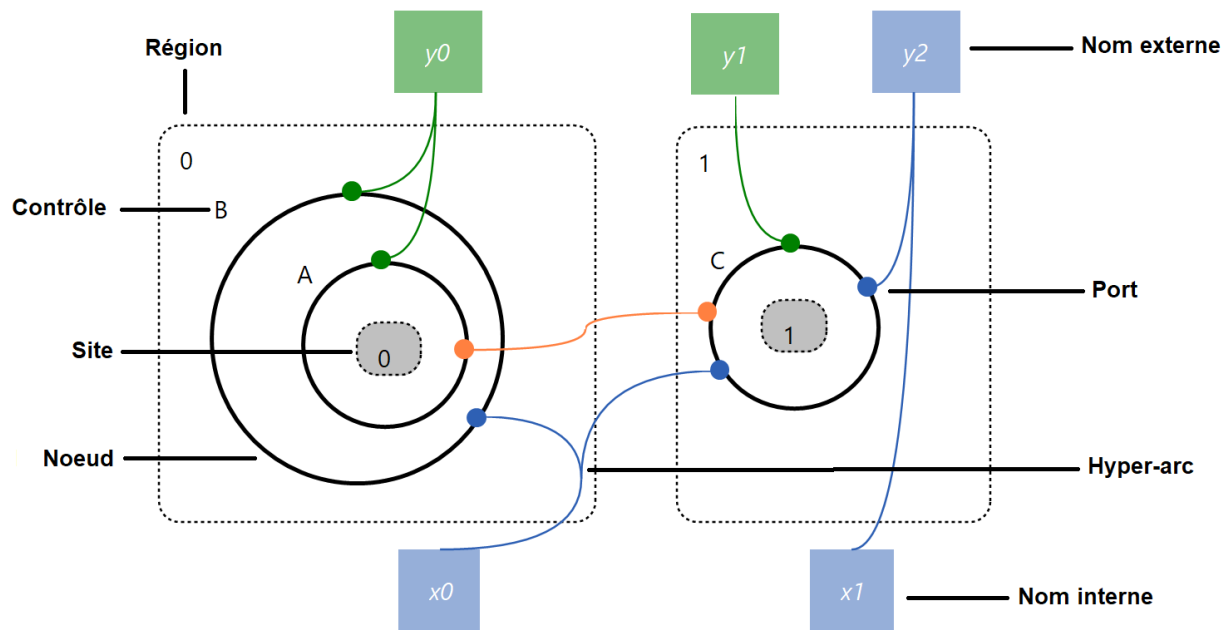 y0
y1
y2
Nom externe
Région
0
1
Contrôle
B
A
C
Port
Site
0
1
Noeud
Hyper-arc
x0
x1
Nom interne